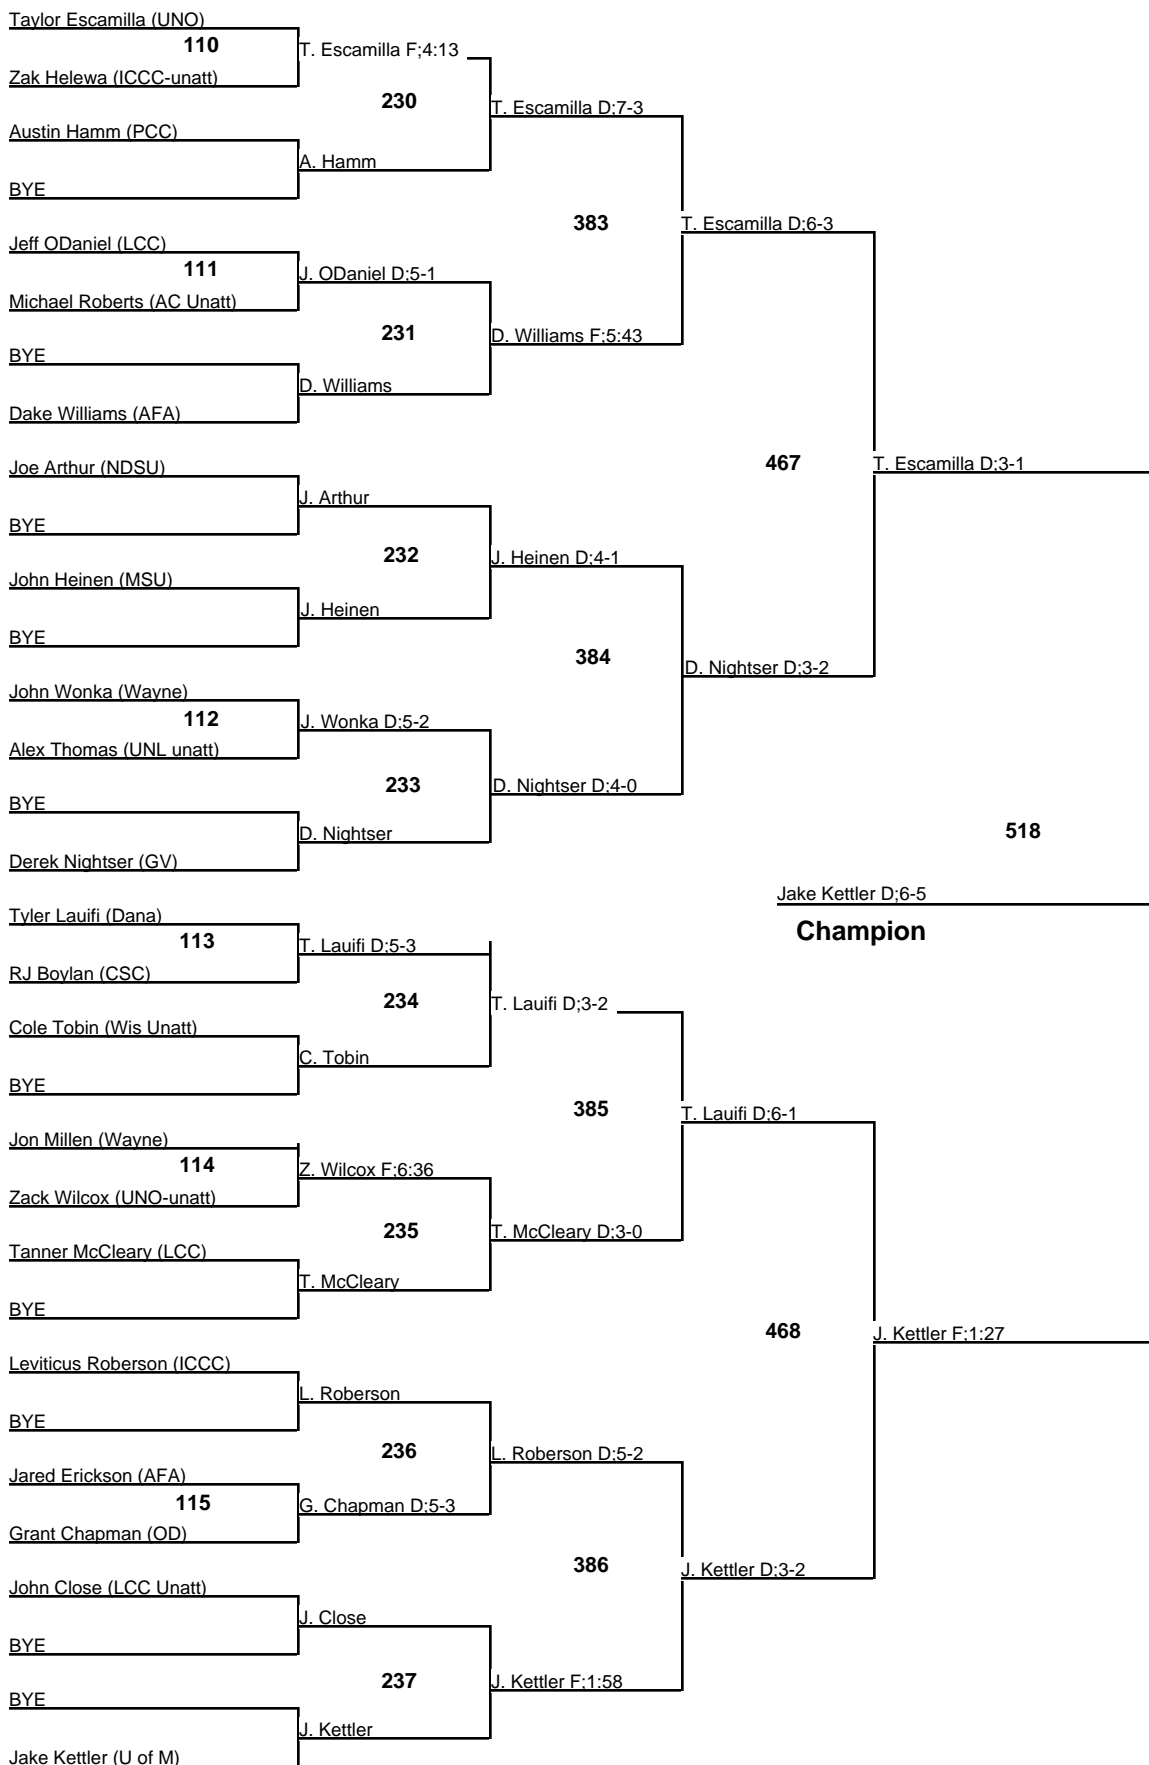 Taylor Escamilla (UNO)
110
T. Escamilla F;4:13
Zak Helewa (ICCC-unatt)
230
T. Escamilla D;7-3
Austin Hamm (PCC)
A. Hamm
BYE
383
T. Escamilla D;6-3
Jeff ODaniel (LCC)
111
J. ODaniel D;5-1
Michael Roberts (AC Unatt)
231
D. Williams F;5:43
BYE
D. Williams
Dake Williams (AFA)
467
T. Escamilla D;3-1
Joe Arthur (NDSU)
J. Arthur
BYE
232
J. Heinen D;4-1
John Heinen (MSU)
J. Heinen
BYE
384
D. Nightser D;3-2
John Wonka (Wayne)
112
J. Wonka D;5-2
Alex Thomas (UNL unatt)
233
D. Nightser D;4-0
BYE
D. Nightser
Derek Nightser (GV)
518
Jake Kettler D;6-5
Champion
Tyler Lauifi (Dana)
113
T. Lauifi D;5-3
RJ Boylan (CSC)
234
T. Lauifi D;3-2
Cole Tobin (Wis Unatt)
C. Tobin
BYE
385
T. Lauifi D;6-1
Jon Millen (Wayne)
114
Z. Wilcox F;6:36
Zack Wilcox (UNO-unatt)
235
T. McCleary D;3-0
Tanner McCleary (LCC)
T. McCleary
BYE
468
J. Kettler F;1:27
Leviticus Roberson (ICCC)
L. Roberson
BYE
236
L. Roberson D;5-2
Jared Erickson (AFA)
115
G. Chapman D;5-3
Grant Chapman (OD)
386
J. Kettler D;3-2
John Close (LCC Unatt)
J. Close
BYE
237
J. Kettler F;1:58
BYE
J. Kettler
Jake Kettler (U of M)